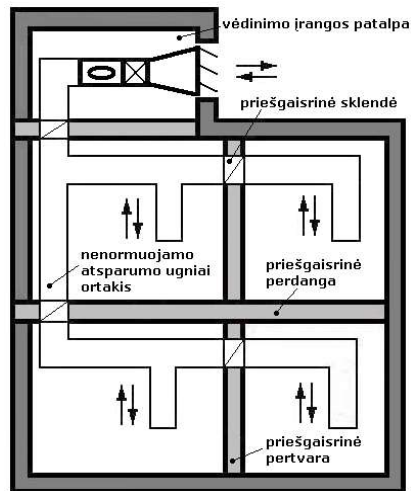 vėdinimo įrangos patalpa
priešgaisrinė sklendė
nenormuojamo
atsparumo ugniai
ortakis
priešgaisrinė
perdanga
priešgaisrinė
pertvara